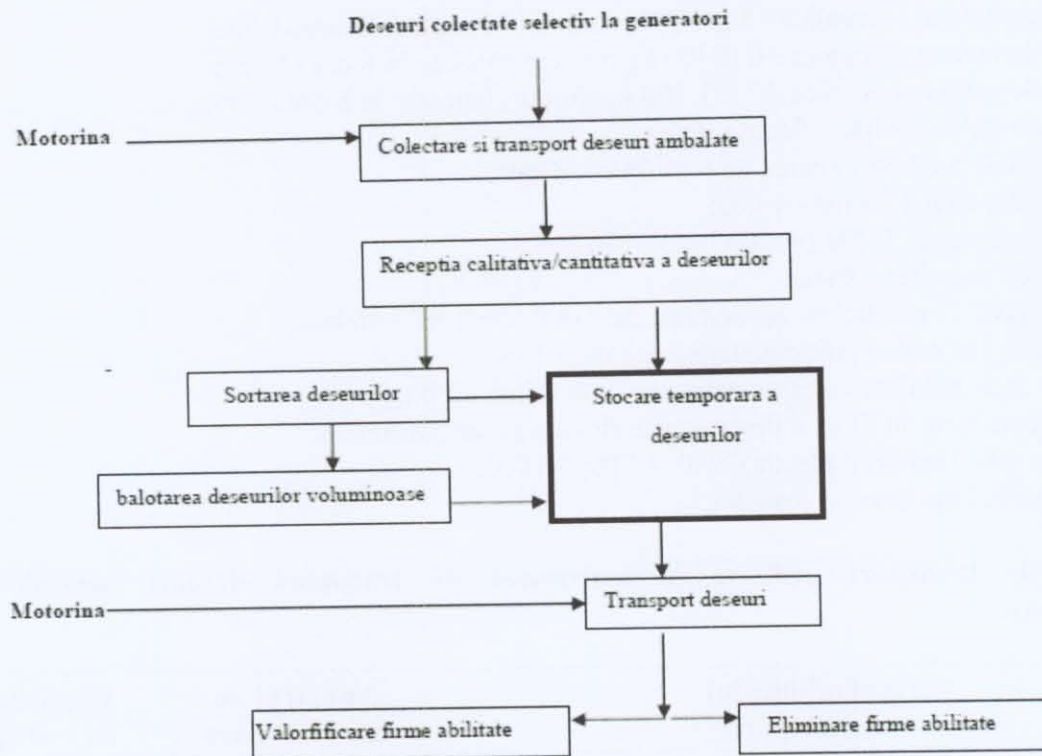 Deseuri colectate selectiv la generatori
Motorina
Colectare si transport deseuri ambalate
Receptia calitativa/cantitativa a deseurilor
Sortarea deseurilor
Stocare temporara a
deseurilor
balotarea deseurilor voluminoase
Motorina
Transport deseuri
Valorfificare firme abilitate
Eliminare firme abilitate